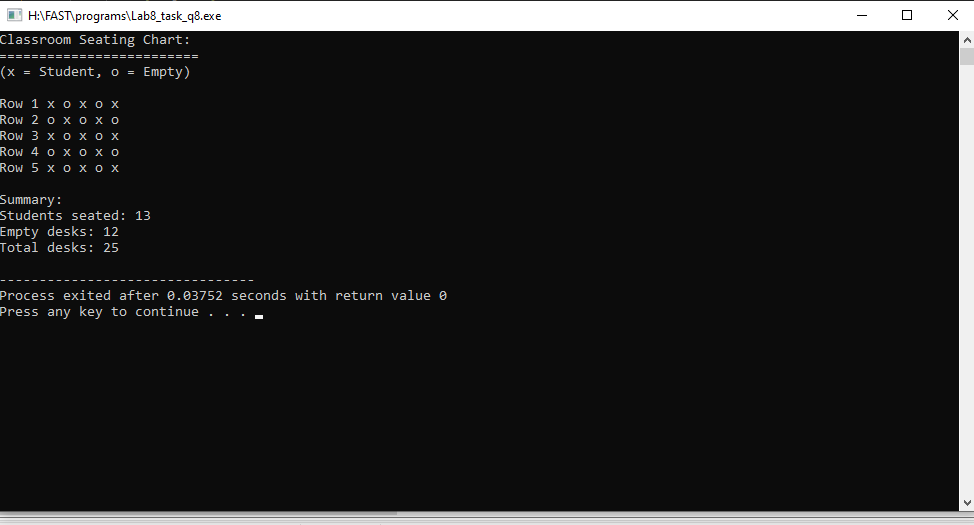 H:\FAST\programs\Lab8_task_q8.exe
Classroom Seating Chart:
=========================
(x = Student, o = Empty)
Row 1 x o x o x
Row 2 o x o x o
Row 3 x o x o x
Row 4 o x o x o
Row 5 x o x o x
Summary:
Students seated: 13
Empty desks: 12
Total desks: 25
--------------------------------
Process exited after 0.03752 seconds with return value 0
Press any key to continue . . .